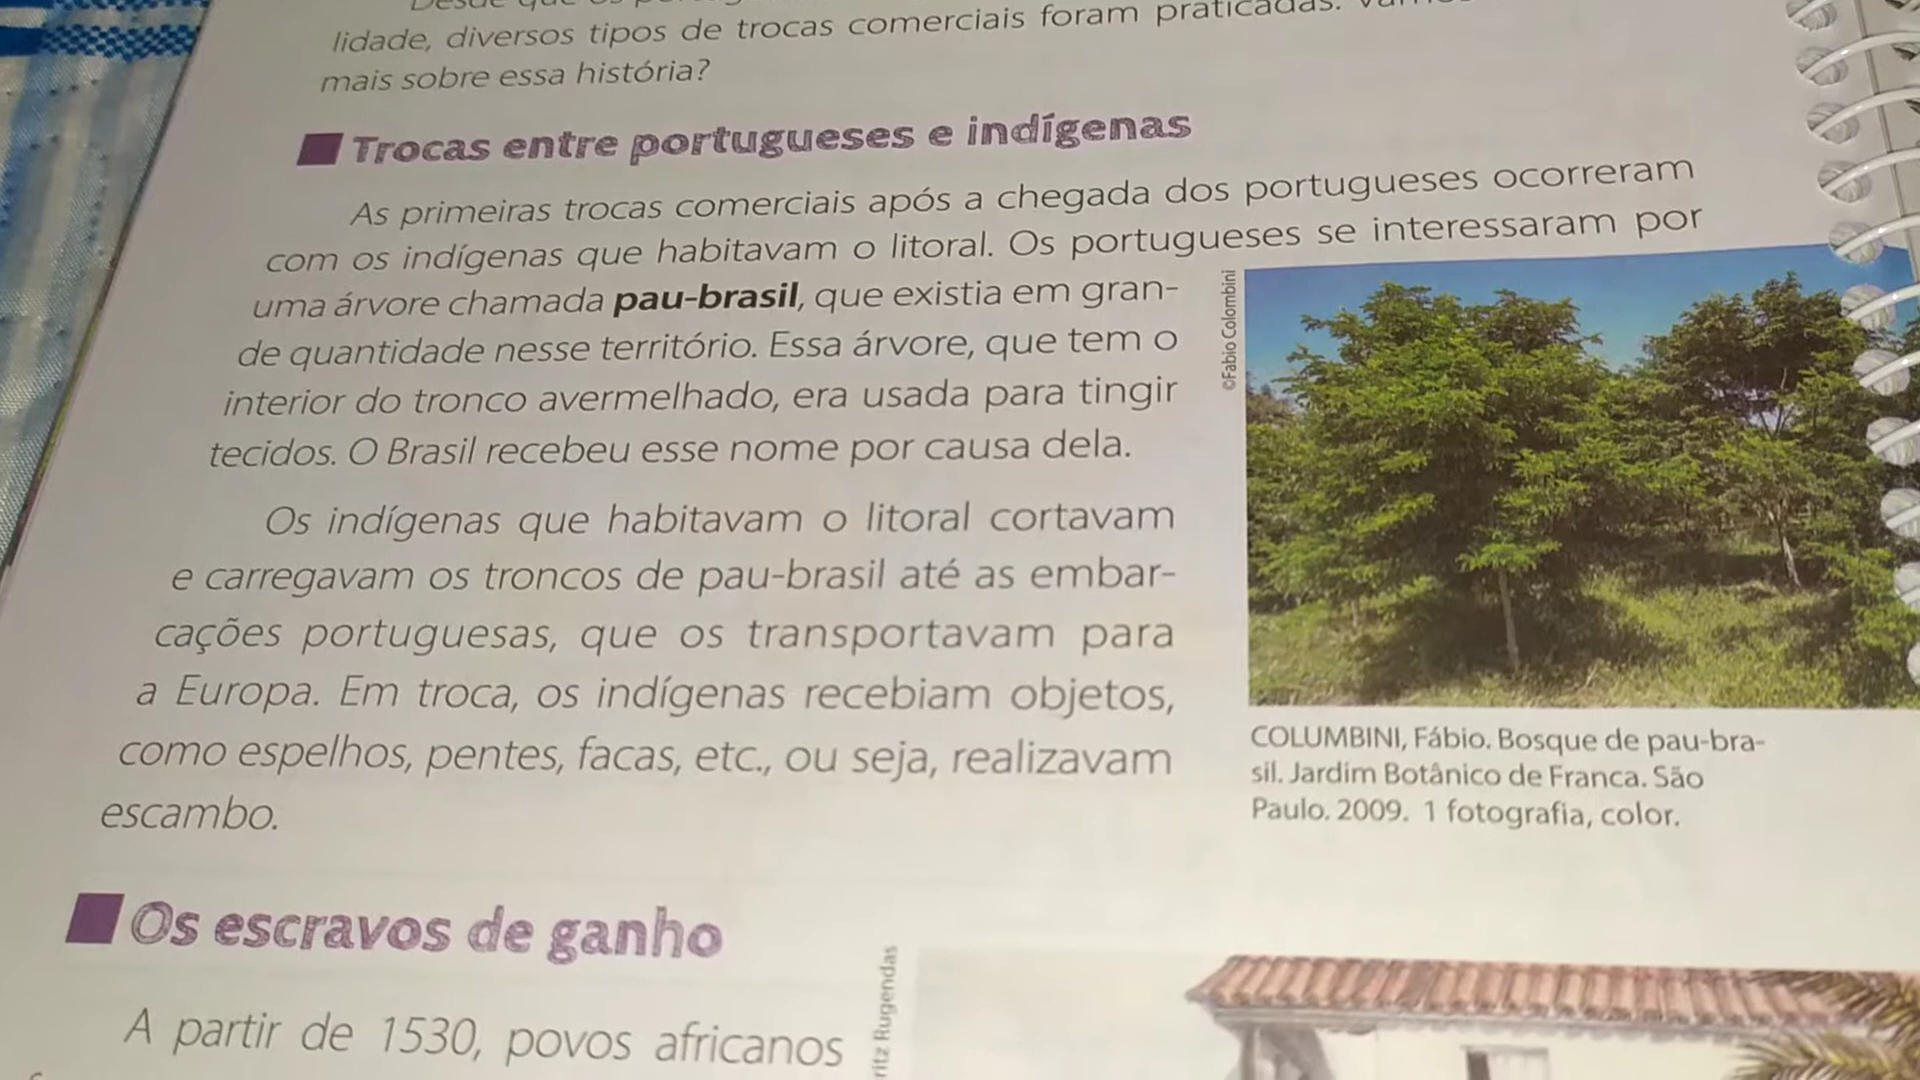 Desde que os
lidade, diversos tipos de trocas comerciais foram praticadas.
mais sobre essa história?
Trocas entre portugueses e indígenas
As primeiras trocas comerciais após a chegada dos portugueses ocorreram
com os indígenas que habitavam o litoral. Os portugueses se interessaram por
uma árvore chamada pau-brasil, que existia em gran-
de quantidade nesse território. Essa árvore, que tem o
interior do tronco avermelhado, era usada para tingir
tecidos. O Brasil recebeu esse nome por causa dela.
Os indígenas que habitavam o litoral cortavam
e carregavam os troncos de pau-brasil até as embar-
cações portuguesas, que os transportavam para
a Europa. Em troca, os indígenas recebiam objetos,
como espelhos, pentes, facas, etc., ou seja, realizavam
escambo.
©Fabio Colombini
COLUMBINI, Fábio. Bosque de pau-bra-
sil. Jardim Botânico de Franca. São
Paulo. 2009. 1 fotografia, color.
Os escravos de ganho
A partir de 1530, povos africanos
ritz Rugendas